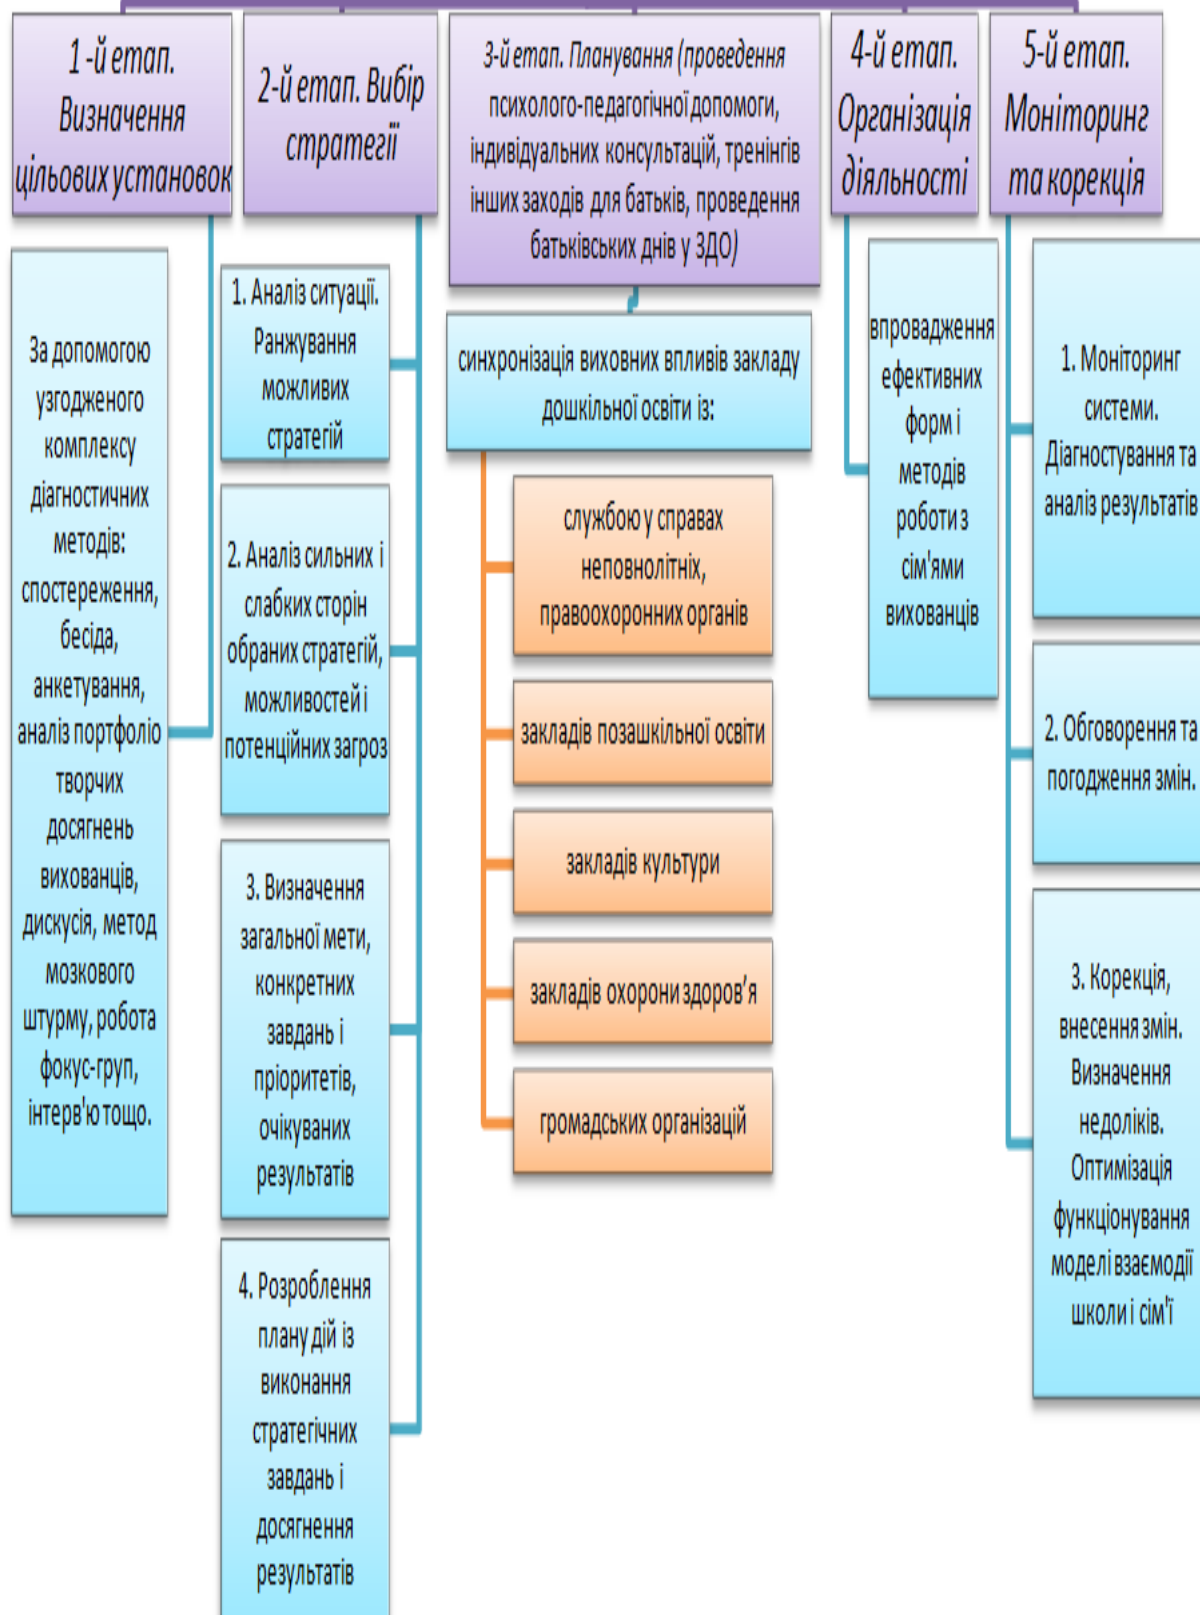 1 -й етап.
Визначення
цільових установок
За допомогою
узгодженого
комплексу
діагностичних
методів:
спостереження,
бесіда,
анкетування,
аналіз портфоліо
творчих
досягнень
вихованців,
дискусія, метод
мозкового
штурму, робота
фокус-груп,
інтерв'ю тощо.
2-й етап. Вибір
стратегії
1. Аналіз ситуації.
Ранжування
можливих
стратегій
2. Аналіз сильних і
слабких сторін
обраних стратегій,
можливостей і
потенційних загроз
3. Визначення
загальної мети,
конкретних
завдань і
пріоритетів,
очікуваних
результатів
4. Розроблення
плану дій із
виконання
стратегічних
завдань і
досягнення
результатів
3-й етап. Планування (проведення
психолого-педагогічної допомоги,
індивідуальних консультацій, тренінгів
інших заходів для батьків, проведення
батьківських днів у ЗДО)
синхронізація виховних впливів закладу
дошкільної освіти із:
службою у справах
неповнолітніх,
правоохоронних органів
закладів позашкільної освіти
закладів культури
закладів охорони здоров’я
громадських організацій
4-й етап.
Організація
діяльності
впровадження
ефективних
форм і
методів
роботи з
сім'ями
вихованців
5-й етап.
Моніторинг
та корекція
1. Моніторинг
системи.
Діагностування та
аналіз результатів
2. Обговорення та
погодження змін.
3. Корекція,
внесення змін.
Визначення
недоліків.
Оптимізація
функціонування
моделі взаємодії
школи і сім'ї